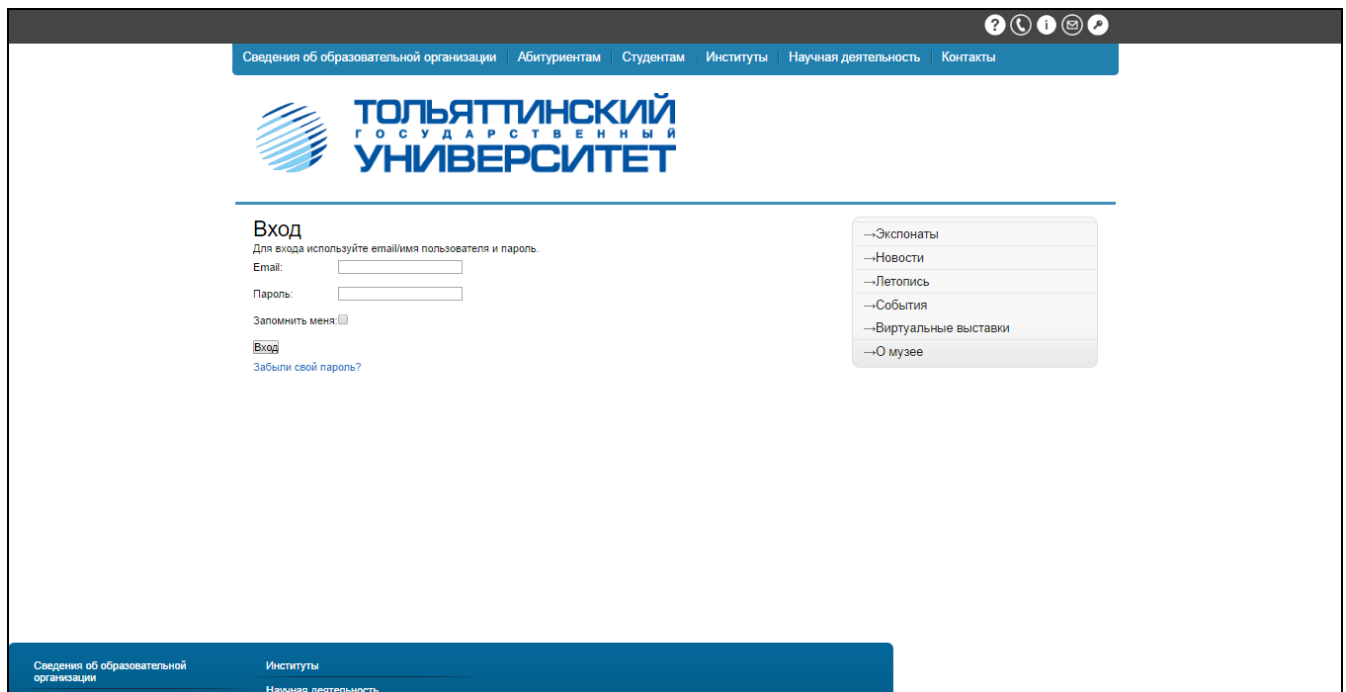 Сведения об образовательной организации Абитуриентам Студентам Институты Научная деятельность Контакты
ТОЛЬЯТТИНСКИЙ
ГОСУДАРСТВЕННЫЙ
УНИВЕРСИТЕТ
Вход
Для входа используйте email/имя пользователя и пароль.
Email:
Пароль:
Запомнить меня:
Вход
Забыли свой пароль?
→Экспонаты
→Новости
→Летопись
→События
→Виртуальные выставки
→О музее
Сведения об образовательной
организации
Институты
Научная деятельность